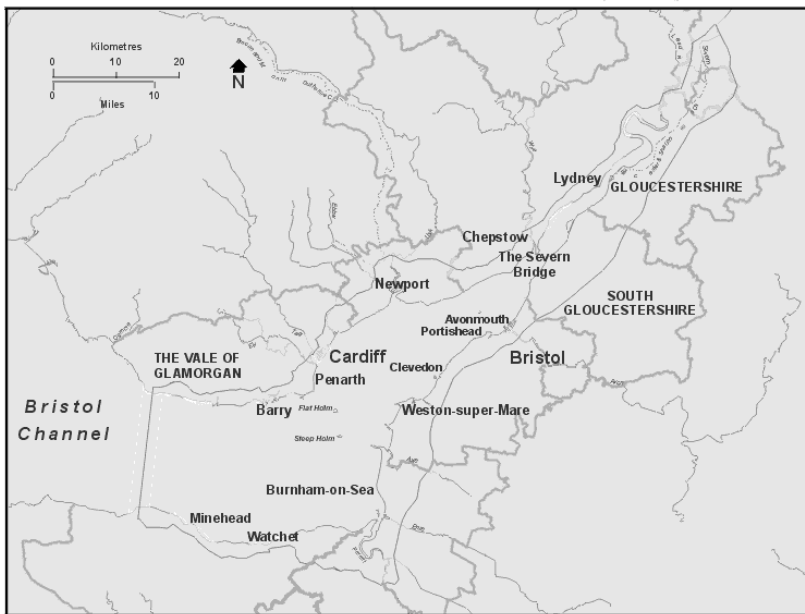 Kilometres
0 10 20
0 10
Miles
N
Lydney
GLOUCESTERSHIRE
Chepstow
The Severn
Bridge
Newport
SOUTH
GLOUCESTERSHIRE
Avonmouth
Portishead
THE VALE OF
GLAMORGAN
Cardiff
Bristol
Clevedon
Penarth
Bristol
Channel
Barry
Flat Holm
Weston-super-Mare
Steep Holm
Axe
Burnham-on-Sea
Minehead
Watchet